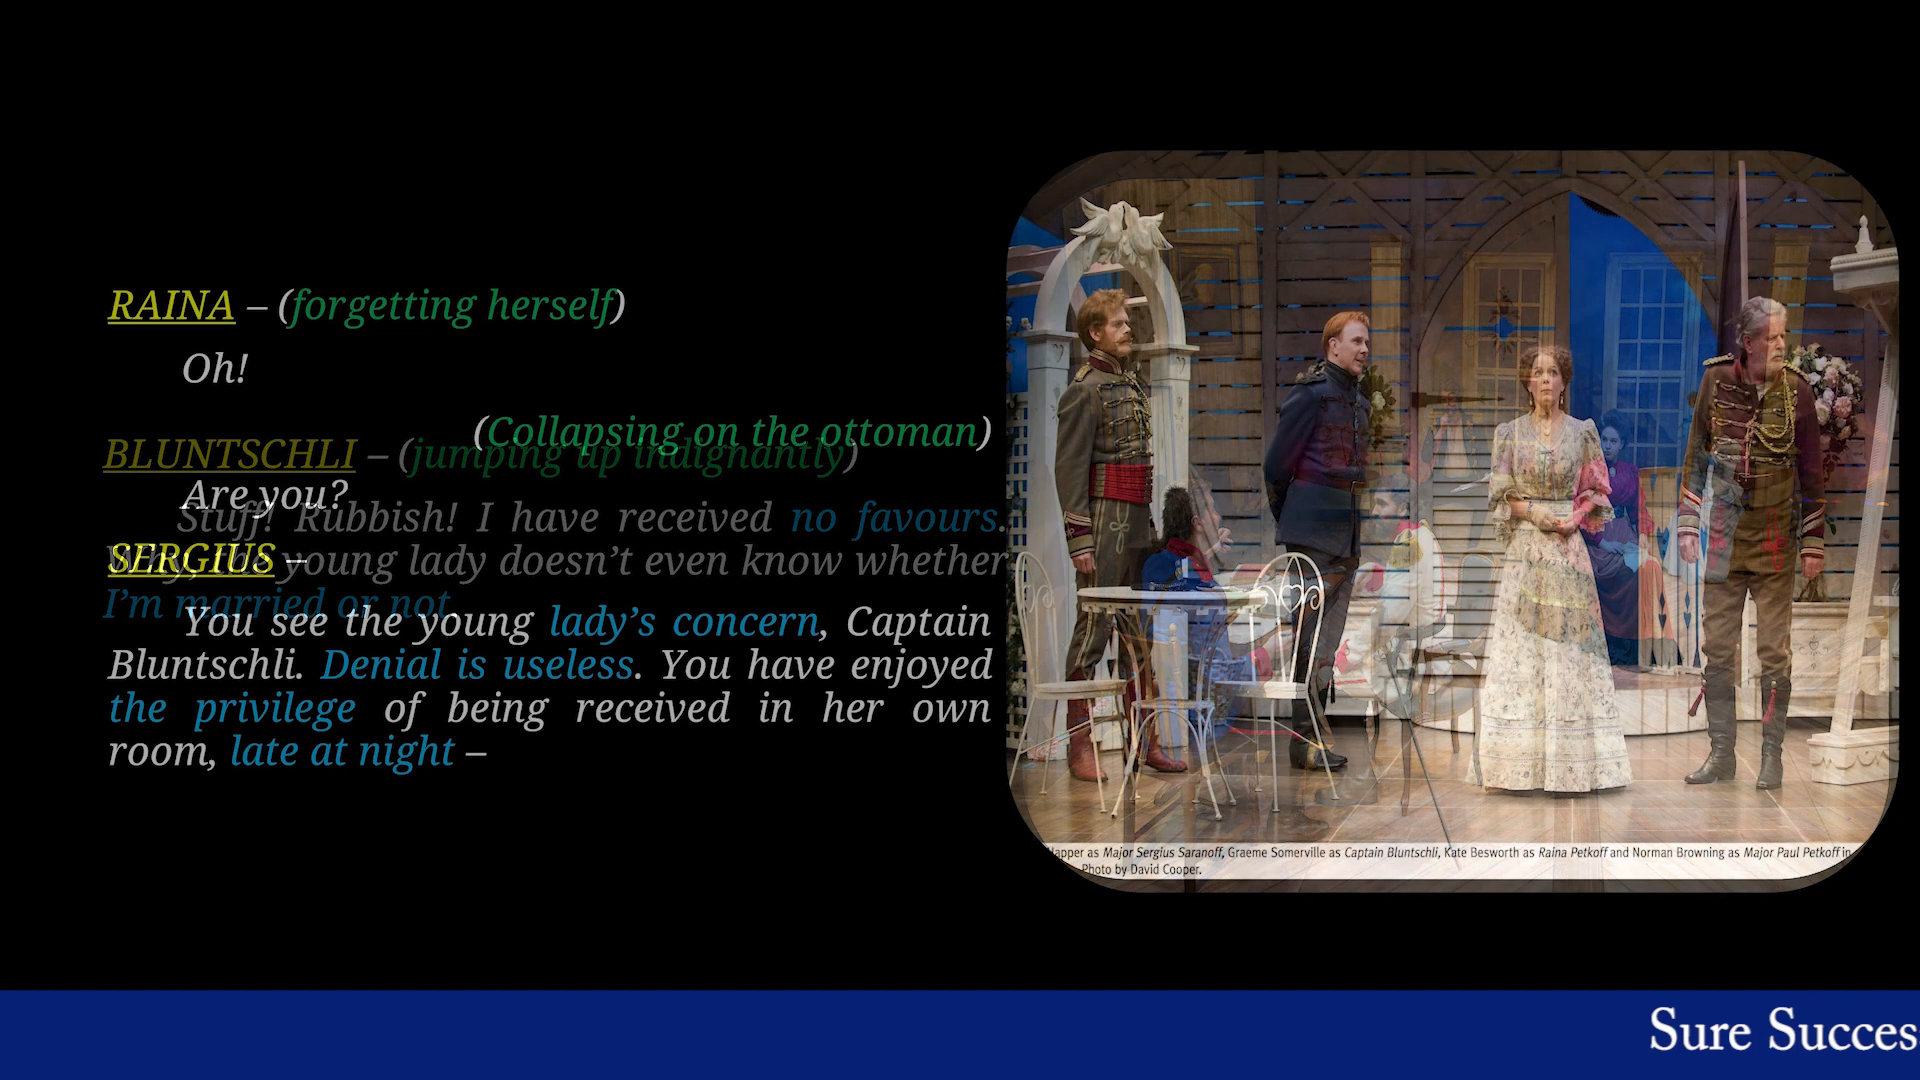 RAINA – (forgetting herself)
Oh!
(Collapsing on the ottoman)
Are you?
SERGIUS –
You see the young lady’s concern, Captain
Bluntschli. Denial is useless. You have enjoyed
the privilege of being received in her own
room, late at night –
BLUNTSCHLI – (jumping up indignantly)
Stuff! Rubbish! I have received no favours.
Why, the young lady doesn’t even know whether
I’m married or not.
apper as Major Sergius Saranoff, Graeme Somerville as Captain Bluntschli, Kate Besworth as Raina Petkoff and Norman Browning as Major Paul Petkoff in
Photo by David Cooper.
Sure Succes